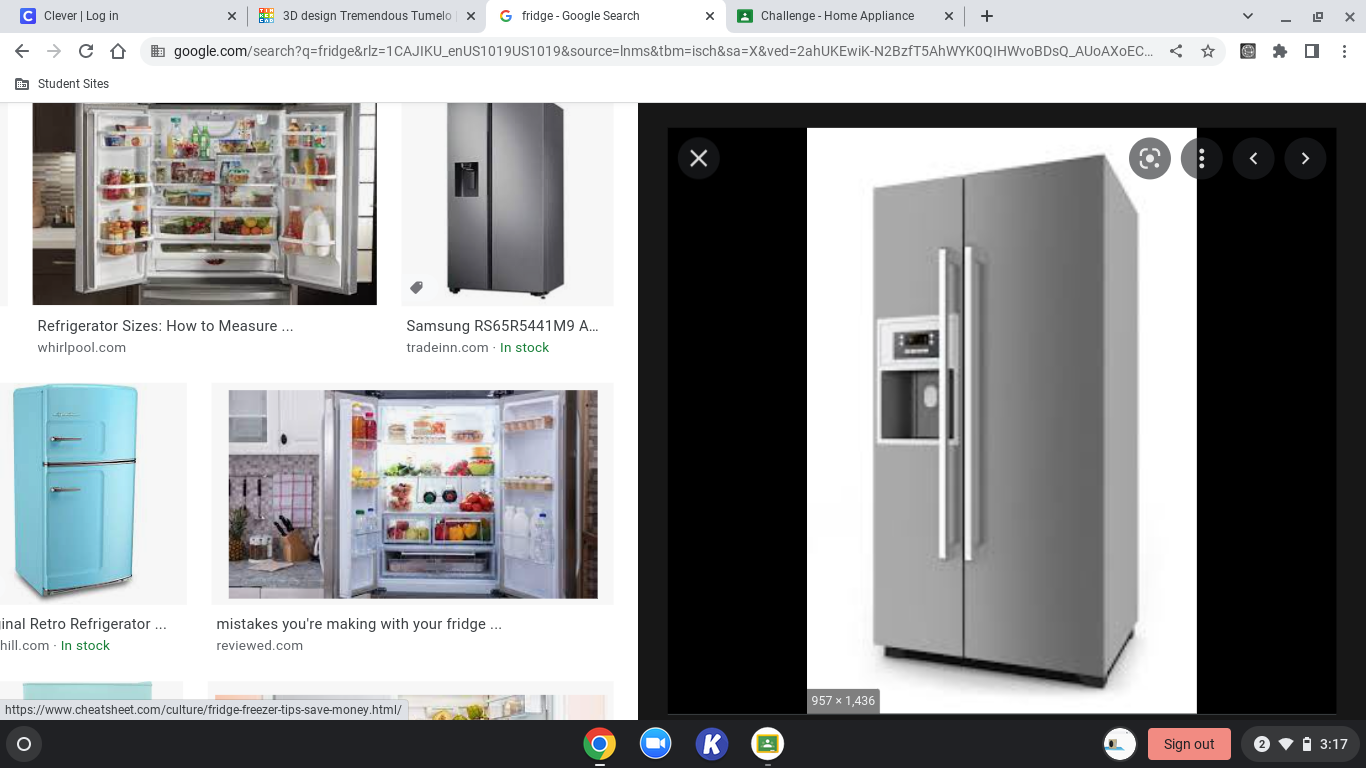 Clever | Log in
3D design Tremendous Tumelo
fridge - Google Search
Challenge - Home Appliance
google.com/search?q=fridge&rlz=1CAJIKU_enUS1019US1019&source=lnms&tbm=isch&sa=X&ved=2ahUKEwiK-N2BzfT5AhWYK0QIHWvoBDsQ_AUoAXoEC...
Student Sites
Refrigerator Sizes: How to Measure ...
whirlpool.com
Samsung RS65R5441M9 A...
tradeinn.com · In stock
inal Retro Refrigerator ...
hill.com · In stock
mistakes you're making with your fridge ...
reviewed.com
957 × 1,436
https://www.cheatsheet.com/culture/fridge-freezer-tips-save-money.html/
K
Sign out
2
3:17